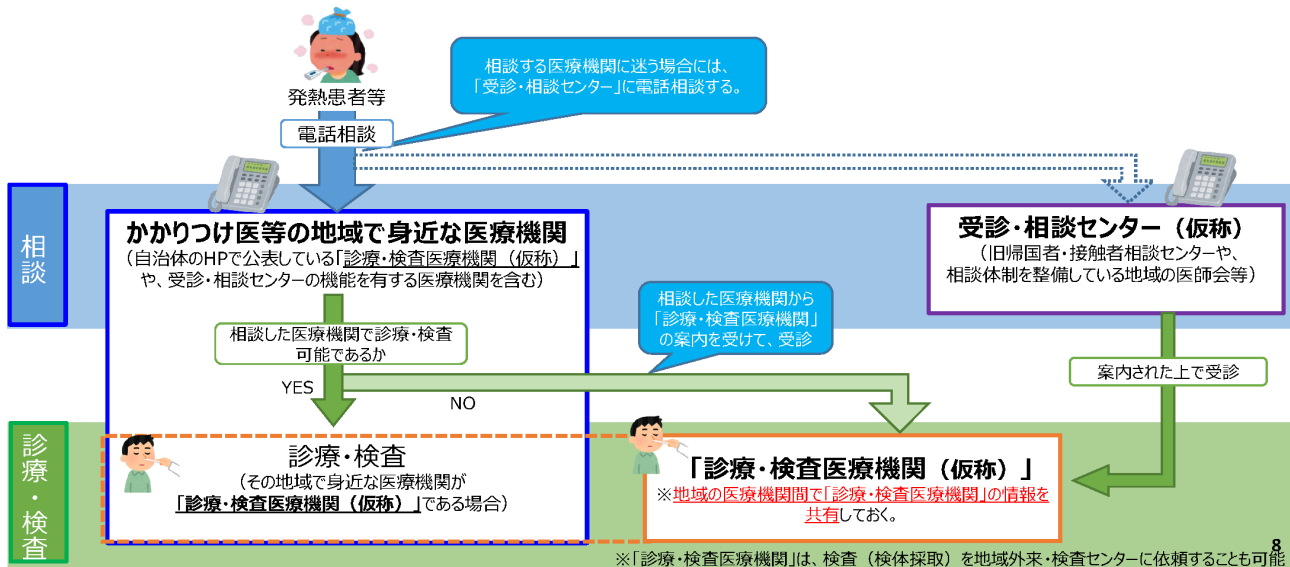 発熱患者等
相談する医療機関に迷う場合には、
「受診・相談センター」に電話相談する。
電話相談
相談
かかりつけ医等の地域で身近な医療機関
（自治体のHPで公表している「診療・検査医療機関（仮称）」
や、受診・相談センターの機能を有する医療機関を含む）
受診・相談センター（仮称）
（旧帰国者・接触者相談センターや、
相談体制を整備している地域の医師会等）
相談した医療機関で診療・検査
可能であるか
相談した医療機関から
「診療・検査医療機関」
の案内を受けて、受診
案内された上で受診
YES
NO
診療・検査
診療・検査
（その地域で身近な医療機関が
「診療・検査医療機関（仮称）」である場合）
「診療・検査医療機関（仮称）」
※地域の医療機関間で「診療・検査医療機関」の情報を
共有しておく。
※「診療・検査医療機関」は、検査（検体採取）を地域外来・検査センターに依頼することも可能
8